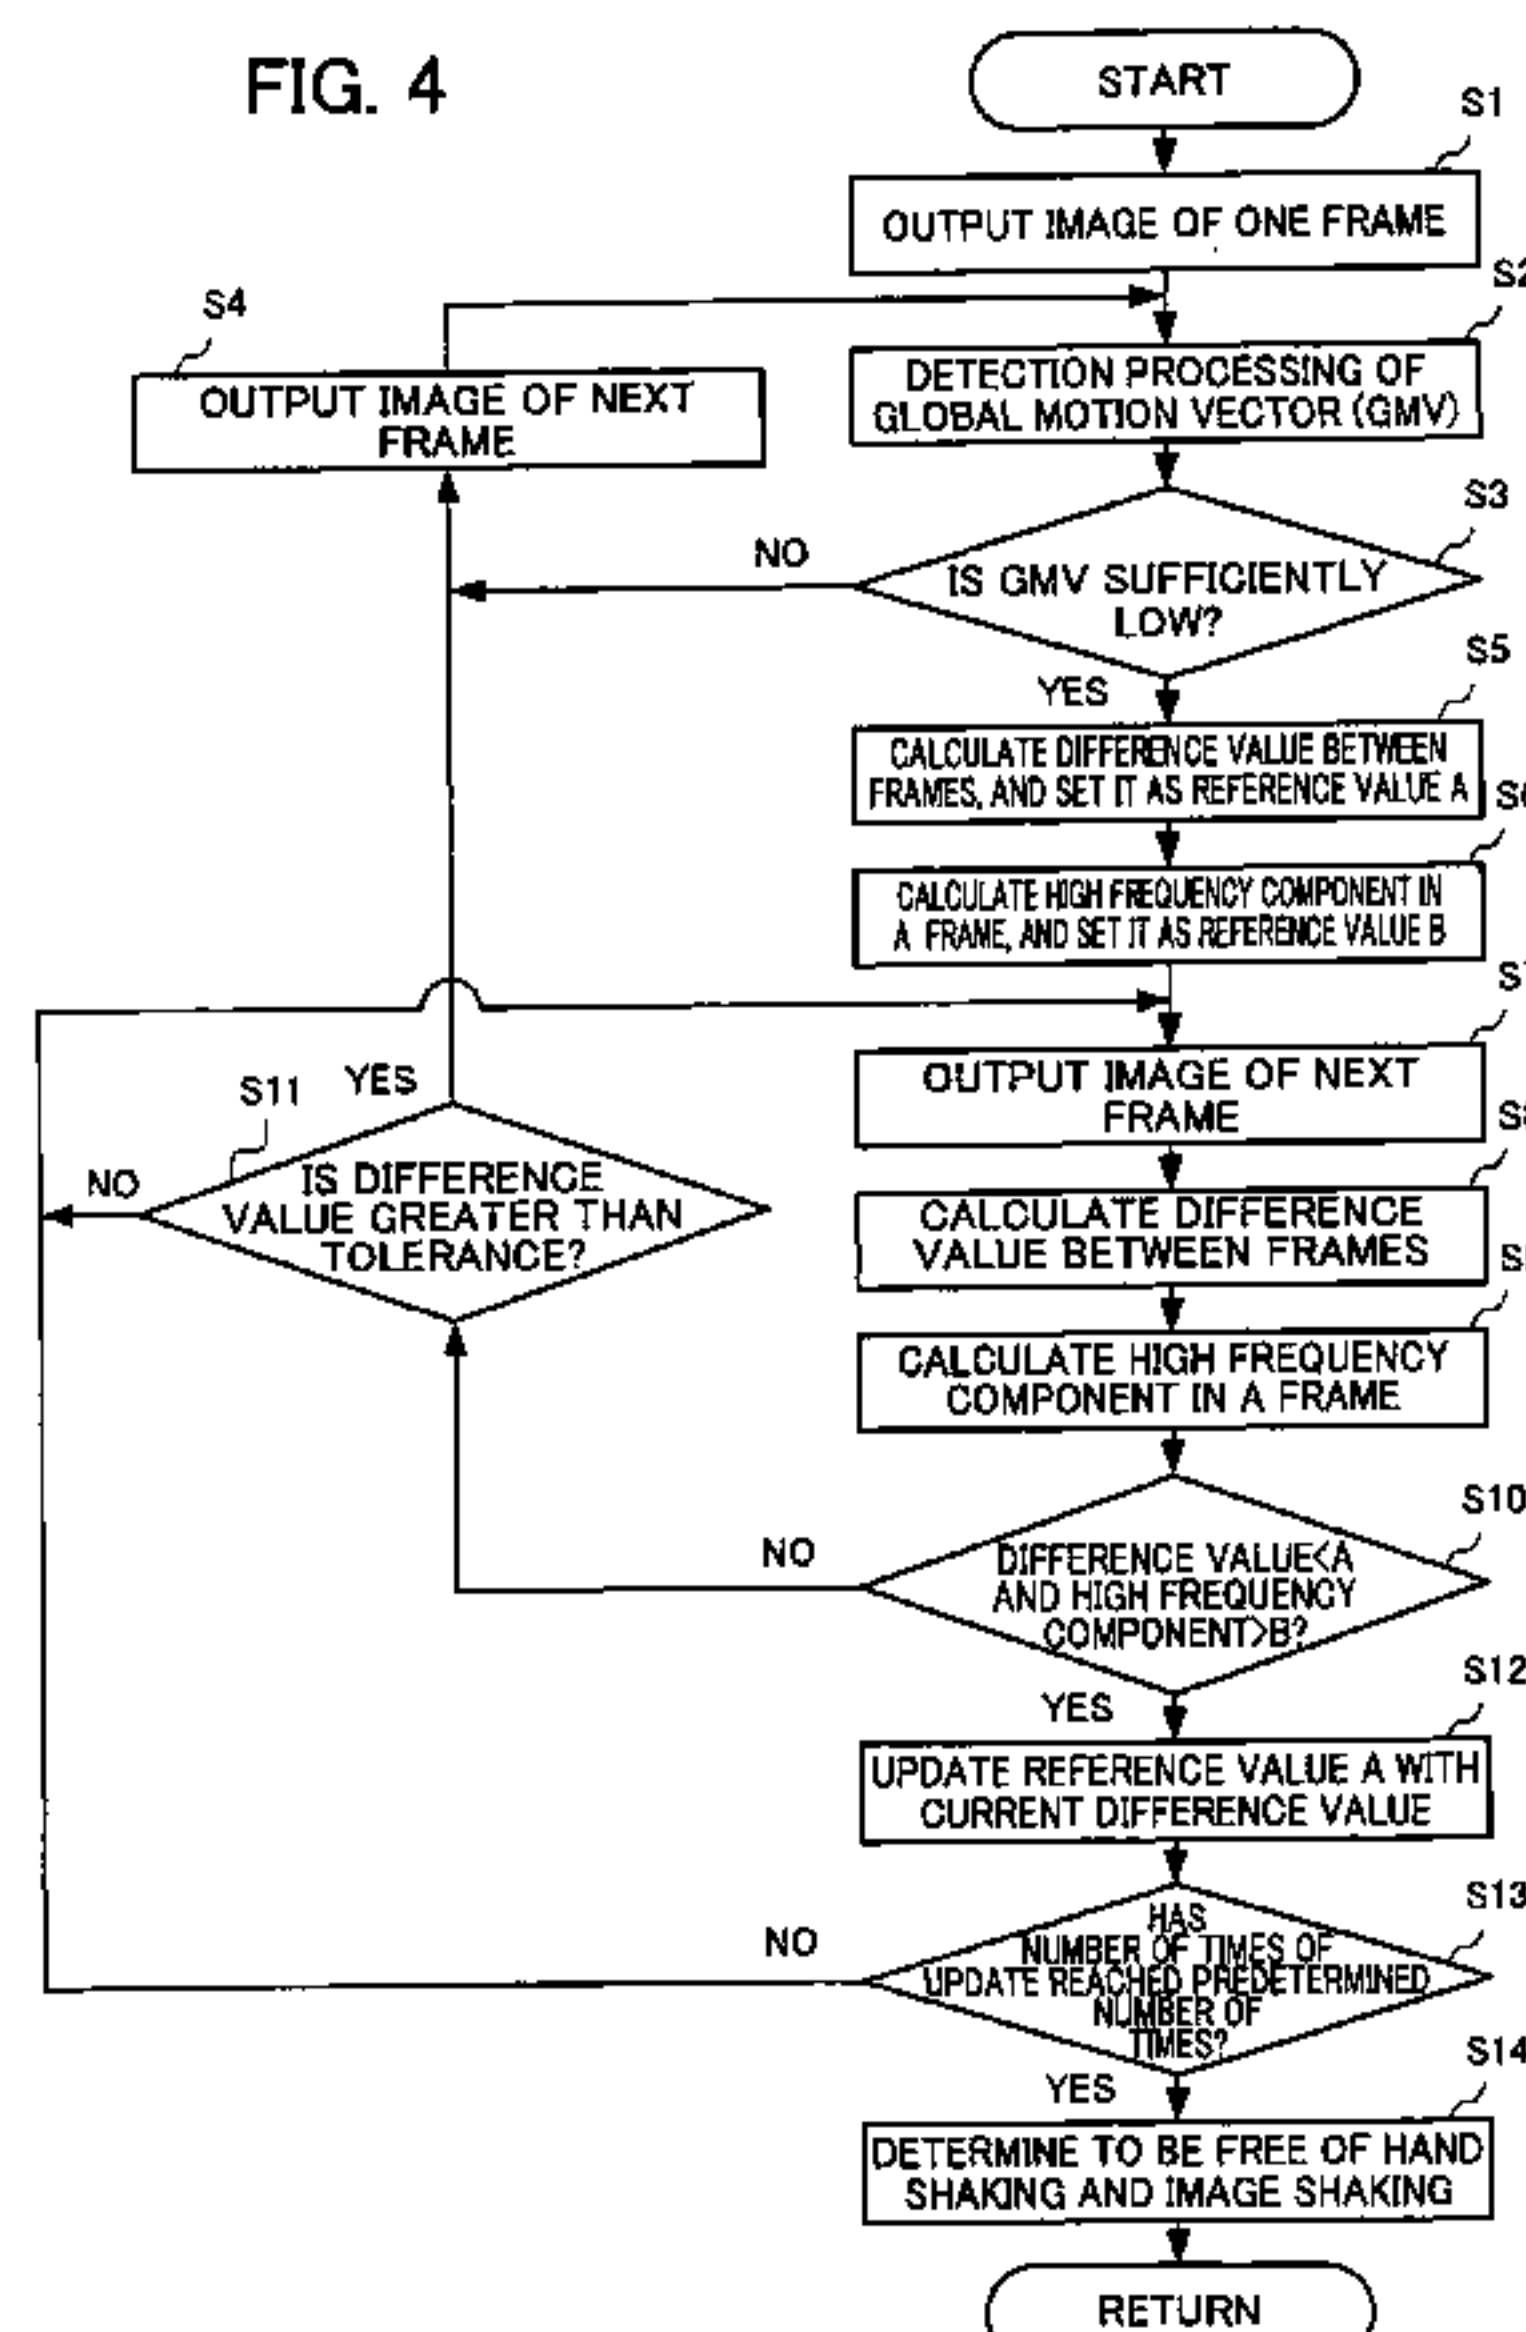 FIG. 4
START
S1
OUTPUT IMAGE OF ONE FRAME
S2
DETECTION PROCESSING OF
GLOBAL MOTION VECTOR (GMV)
S4
OUTPUT IMAGE OF NEXT
FRAME
S3
IS GMV SUFFICIENTLY
LOW?
NO
YES
S5
CALCULATE DIFFERENCE VALUE BETWEEN
FRAMES, AND SET IT AS REFERENCE VALUE A
CALCULATE HIGH FREQUENCY COMPONENT IN
A FRAME, AND SET IT AS REFERENCE VALUE B
OUTPUT IMAGE OF NEXT
FRAME
CALCULATE DIFFERENCE
VALUE BETWEEN FRAMES
CALCULATE HIGH FREQUENCY
COMPONENT IN A FRAME
S11
YES
NO
IS DIFFERENCE
VALUE GREATER THAN
TOLERANCE?
S10
NO
DIFFERENCE VALUE<A
AND HIGH FREQUENCY
COMPONENT>B?
YES
S12
UPDATE REFERENCE VALUE A WITH
CURRENT DIFFERENCE VALUE
S13
NO
HAS
NUMBER OF TIMES OF
UPDATE REACHED PREDETERMINED
NUMBER OF
TIMES?
YES
S14
DETERMINE TO BE FREE OF HAND
SHAKING AND IMAGE SHAKING
RETURN